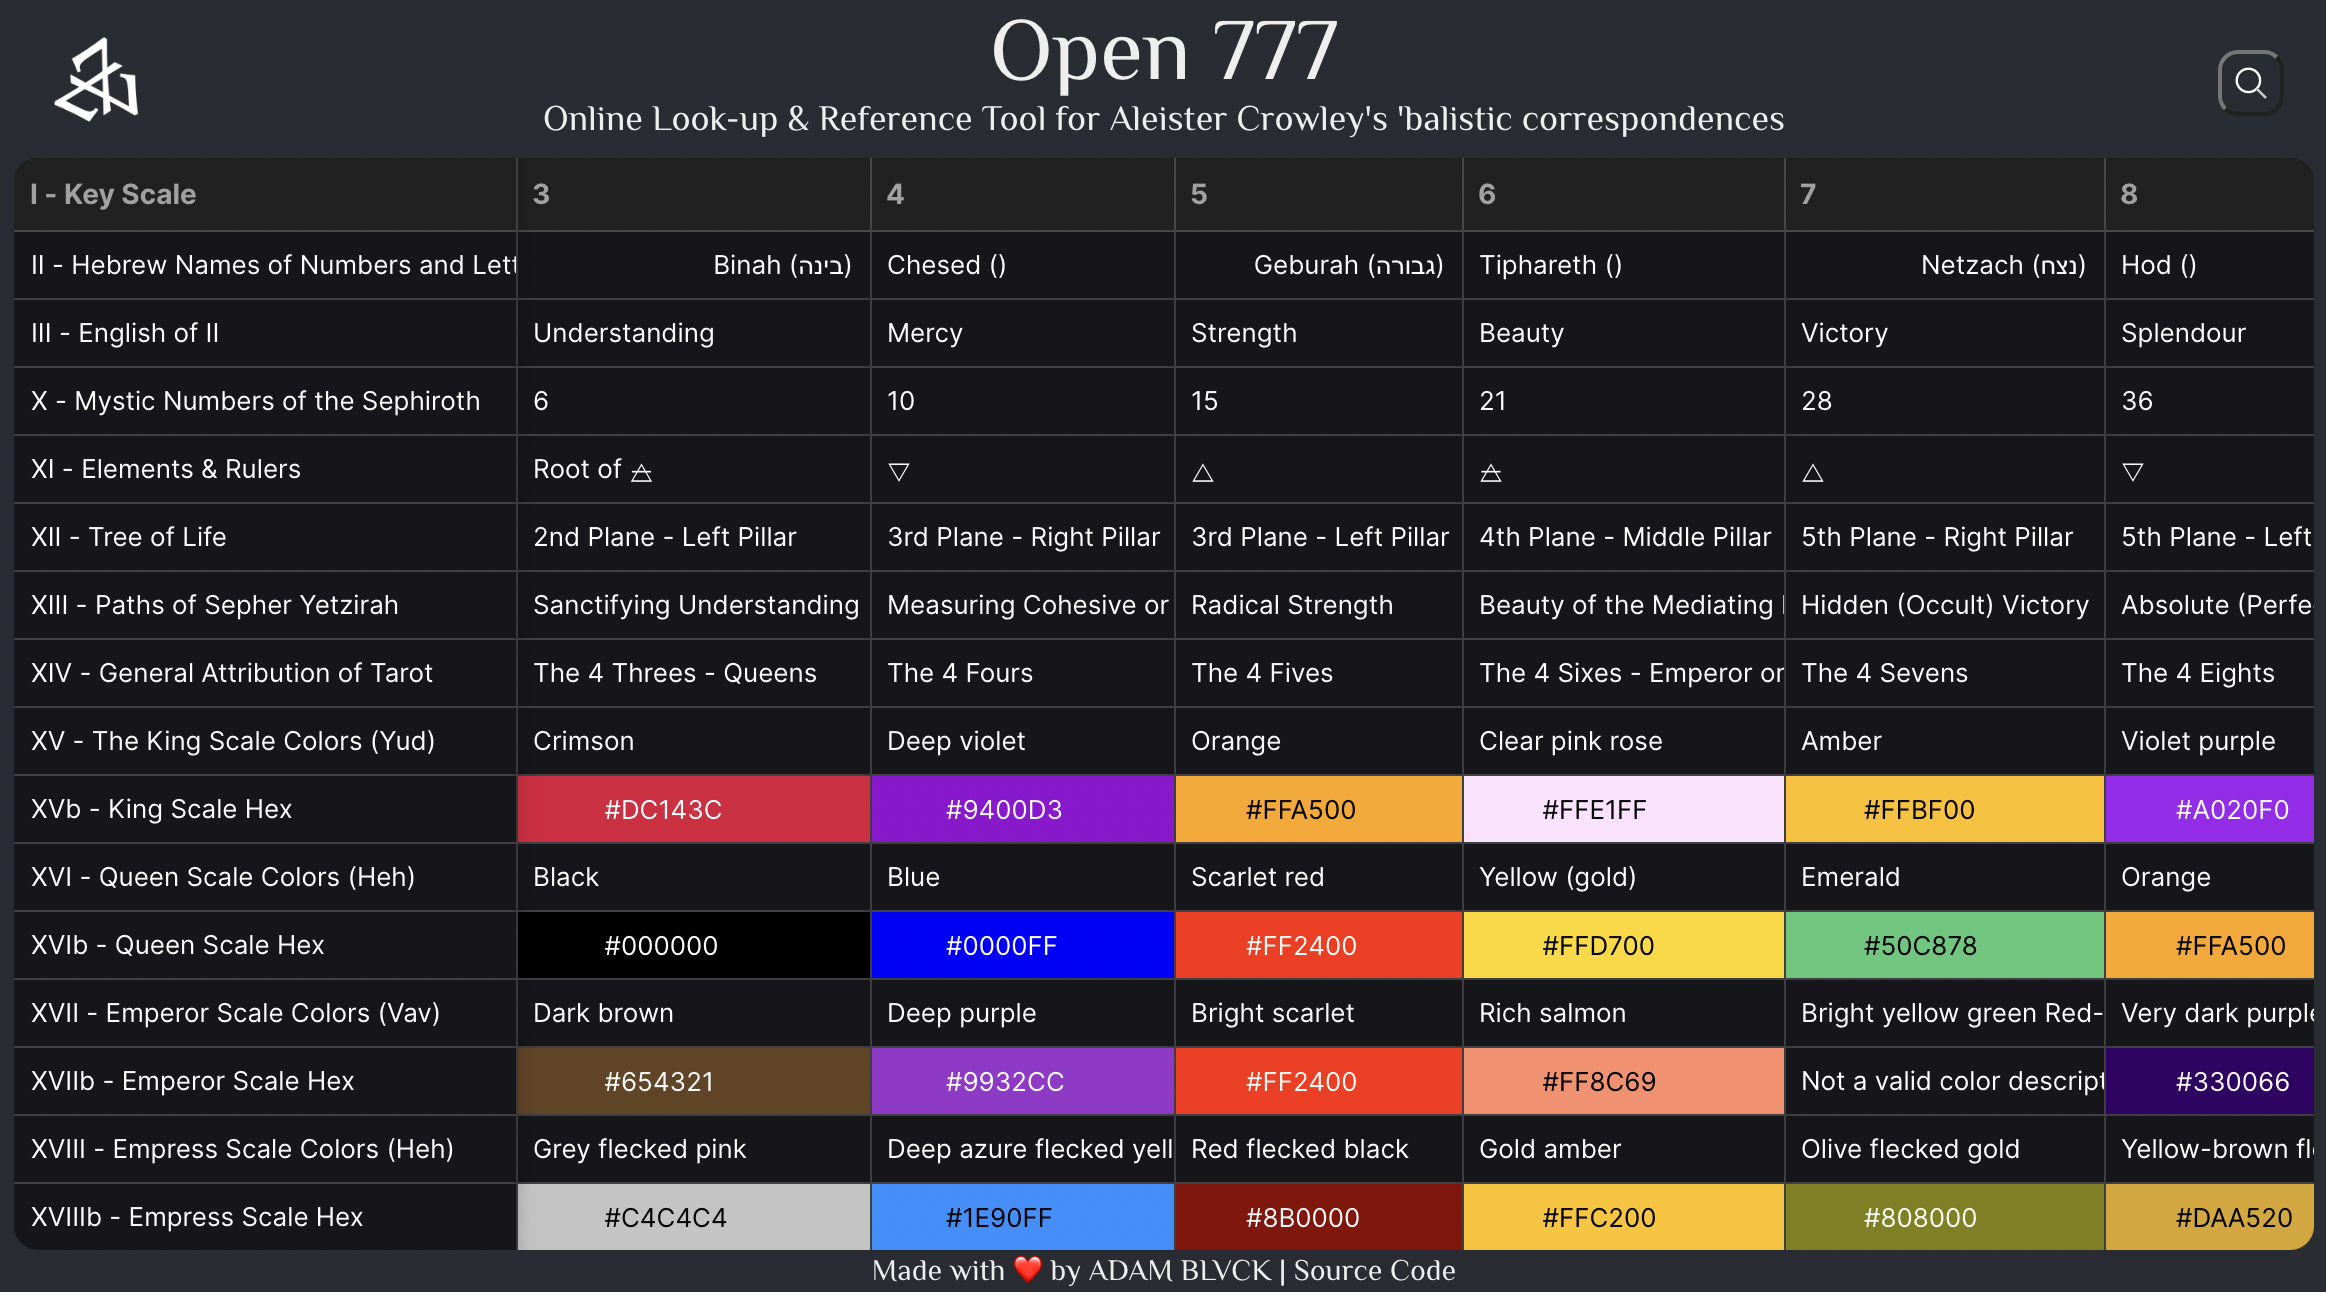 Open 777
Online Look-up & Reference Tool for Aleister Crowley's 'balistic correspondences
I - Key Scale 3 4 5 6 7 8
II - Hebrew Names of Numbers and Lett Binah (בינה) Chesed () Geburah (גבורה) Tiphareth () Netzach (נצח) Hod ()
III - English of II Understanding Mercy Strength Beauty Victory Splendour
X - Mystic Numbers of the Sephiroth 6 10 15 21 28 36
XI - Elements & Rulers Root of 🜁 ▽ △ 🜁 △ ▽
XII - Tree of Life 2nd Plane - Left Pillar 3rd Plane - Right Pillar 3rd Plane - Left Pillar 4th Plane - Middle Pillar 5th Plane - Right Pillar 5th Plane - Left
XIII - Paths of Sepher Yetzirah Sanctifying Understanding Measuring Cohesive or Radical Strength Beauty of the Mediating Hidden (Occult) Victory Absolute (Perfe
XIV - General Attribution of Tarot The 4 Threes - Queens The 4 Fours The 4 Fives The 4 Sixes - Emperor or The 4 Sevens The 4 Eights
XV - The King Scale Colors (Yud) Crimson Deep violet Orange Clear pink rose Amber Violet purple
XVb - King Scale Hex #DC143C #9400D3 #FFA500 #FFE1FF #FFBF00 #A020F0
XVI - Queen Scale Colors (Heh) Black Blue Scarlet red Yellow (gold) Emerald Orange
XVIb - Queen Scale Hex #000000 #0000FF #FF2400 #FFD700 #50C878 #FFA500
XVII - Emperor Scale Colors (Vav) Dark brown Deep purple Bright scarlet Rich salmon Bright yellow green Red- Very dark purple
XVIIb - Emperor Scale Hex #654321 #9932CC #FF2400 #FF8C69 Not a valid color descript #330066
XVIII - Empress Scale Colors (Heh) Grey flecked pink Deep azure flecked yell Red flecked black Gold amber Olive flecked gold Yellow-brown fl
XVIIIb - Empress Scale Hex #C4C4C4 #1E90FF #8B0000 #FFC200 #808000 #DAA520
Made with ❤️ by ADAM BLVCK | Source Code